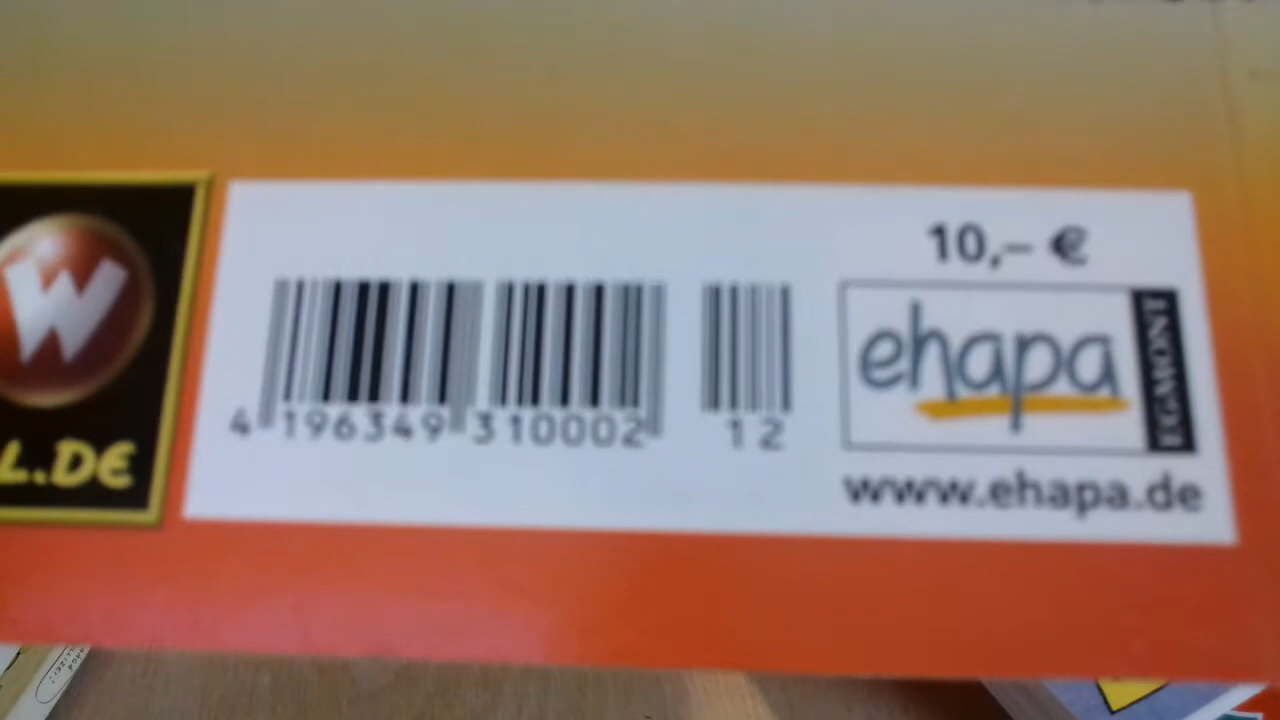 10,– €
W
ehapa
EGMONT
L.DE
4 196349 310002 12
www.ehapa.de